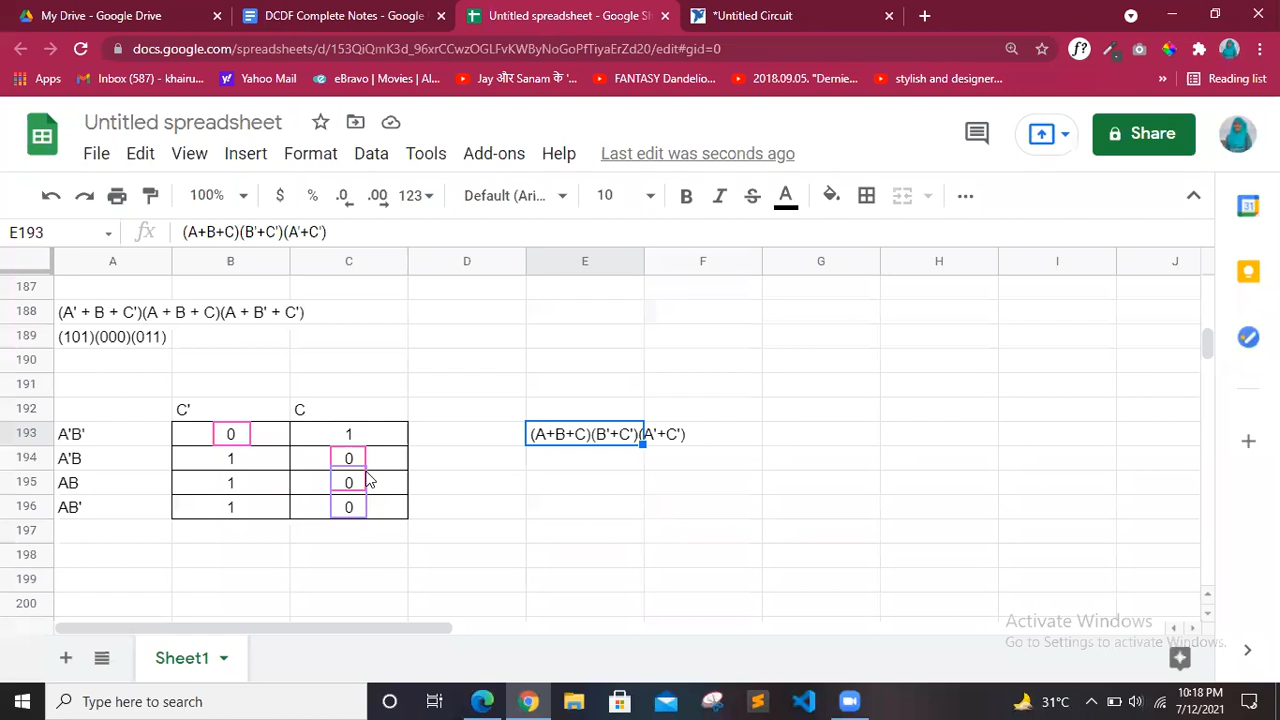 My Drive - Google Drive
DCDF Complete Notes - Google
Untitled spreadsheet - Google Sh
*Untitled Circuit
docs.google.com/spreadsheets/d/153QiQmK3d_96xrCCwzOGLFvKWByNoGoPfTiyaErZd20/edit#gid=0
Apps
Inbox (587) - khairu...
Yahoo Mail
eBravo | Movies | Al...
Jay और Sanam के '...
FANTASY Dandelio...
2018.09.05. "Dernie...
stylish and designer...
»
Reading list
Untitled spreadsheet
Share
File Edit View Insert Format Data Tools Add-ons Help Last edit was seconds ago
100% $ % .0 .00 123 Default (Ari... 10 B I S A ...
E193 fx (A+B+C)(B'+C')(A'+C')
A B C D E F G H I J
187
188 (A' + B + C')(A + B + C)(A + B' + C')
189 (101)(000)(011)
190
191
192 C' C
193 A'B' 0 1 (A+B+C)(B'+C')(A'+C')
194 A'B 1 0
195 AB 1 0
196 AB' 1 0
197
198
199
200
Activate Windows
Go to Settings to activate Windows.
Sheet1
Type here to search
31°C
10:18 PM
7/12/2021